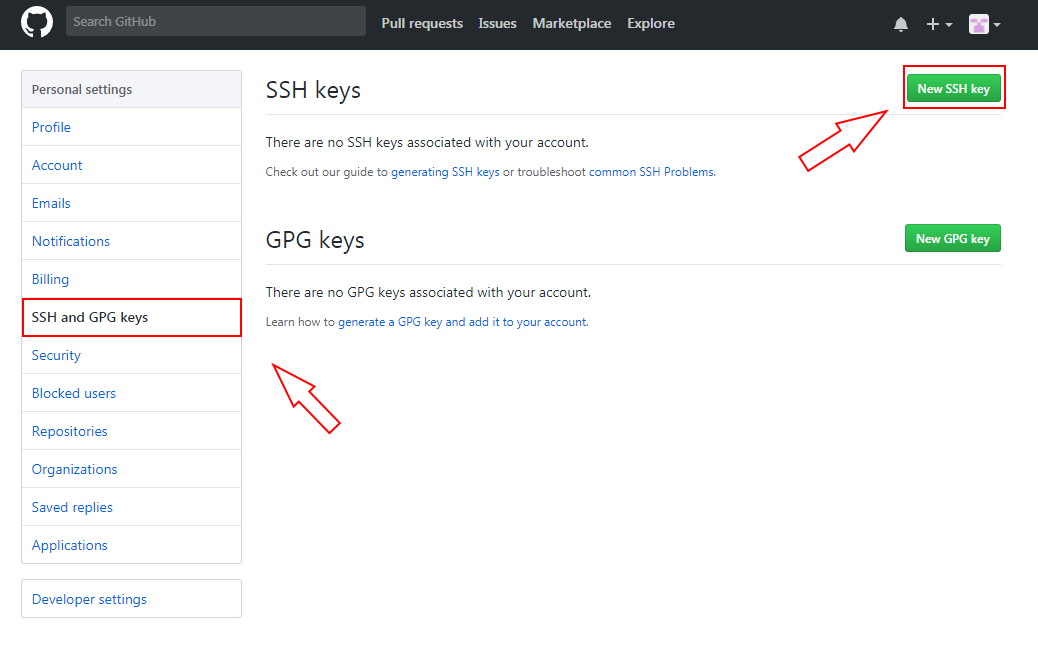 Search GitHub Pull requests Issues Marketplace Explore
Personal settings
Profile
Account
Emails
Notifications
Billing
SSH and GPG keys
Security
Blocked users
Repositories
Organizations
Saved replies
Applications
Developer settings
SSH keys
New SSH key
There are no SSH keys associated with your account.
Check out our guide to generating SSH keys or troubleshoot common SSH Problems.
GPG keys
New GPG key
There are no GPG keys associated with your account.
Learn how to generate a GPG key and add it to your account.